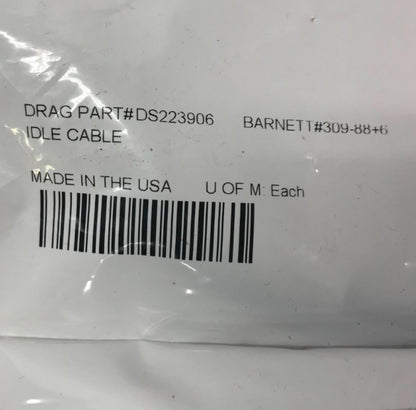 DRAG PART#DS223906 BARNETT#309-88+6
IDLE CABLE
MADE IN THE USA U OF M: Each